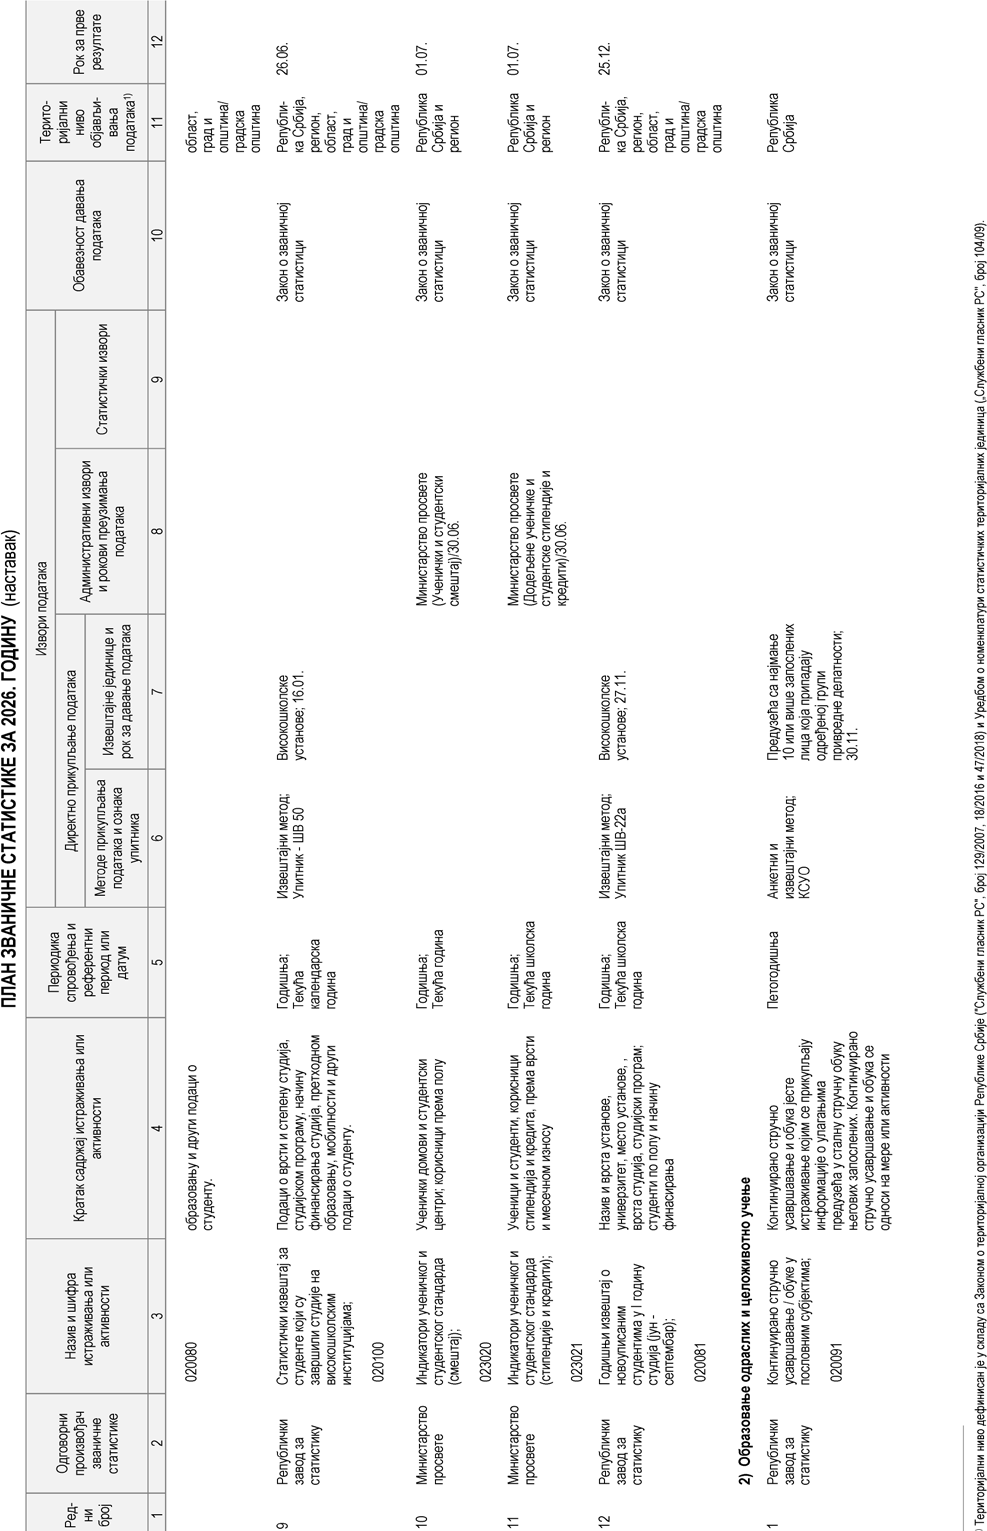 ПЛАН ЗВАНИЧНЕ СТАТИСТИКЕ ЗА 2026. ГОДИНУ (наставак)
Ред-
ни
број
Одговорни
произвођач
званичне
статистике
Назив и шифра
истраживања или
активности
Кратак садржај истраживања или
активности
Периодика
спровођења и
референтни
период или
датум
Извори података
Директно прикупљање података
Методе прикупљања
података и ознака
упитника
Извештајне јединице и
рок за давање података
Административни извори
и рокови преузимања
података
Статистички извори
Обавезност давања
података
Терито-
ријални
ниво
објављи-
вања
података1)
Рок за прве
резултате
1
2
3
4
5
6
7
8
9
10
11
12
020080
образовању и други подаци о
студенту.
област,
град и
општина/
градска
општина
9
Републички
завод за
статистику
Статистички извештај за
студенте који су
завршили студије на
високошколским
институцијама;
020100
Подаци о врсти и степену студија,
студијском програму, начину
финансирања студија, претходном
образовању, мобилности и други
подаци о студенту.
Годишња;
Текућа
календарска
година
Извештајни метод;
Упитник - ШВ 50
Високошколске
установе; 16.01.
Закон о званичној
статистици
Републи-
ка Србија,
регион,
област,
град и
општина/
градска
општина
26.06.
10
Министарство
просвете
Индикатори ученичког и
студентског стандарда
(смештај);
023020
Ученички домови и студентски
центри; корисници према полу
Годишња;
Текућа година
Министарство просвете
(Ученички и студентски
смештај)/30.06.
Закон о званичној
статистици
Република
Србија и
регион
01.07.
11
Министарство
просвете
Индикатори ученичког и
студентског стандарда
(стипендије и кредити);
023021
Ученици и студенти, корисници
стипендија и кредита, према врсти
и месечном износу
Годишња;
Текућа школска
година
Министарство просвете
(Додељене ученичке и
студентске стипендије и
кредити)/30.06.
Закон о званичној
статистици
Република
Србија и
регион
01.07.
12
Републички
завод за
статистику
Годишњи извештај о
новоуписаним
студентима у I годину
студија (јун -
септембар);
020081
Назив и врста установе,
универзитет, место установе, ,
врста студија, студијски програм;
студенти по полу и начину
финасирања
Годишња;
Текућа школска
година
Извештајни метод;
Упитник ШВ-22а
Високошколске
установе; 27.11.
Закон о званичној
статистици
Републи-
ка Србија,
регион,
област,
град и
општина/
градска
општина
25.12.
2) Образовање одраслих и целоживотно учење
1
Републички
завод за
статистику
Континуирано стручно
усавршавање / обуке у
пословним субјектима;
020091
Континуирано стручно
усавршавање и обука јесте
истраживање којим се прикупљају
информације о улагањима
предузећа у сталну стручну обуку
његових запослених. Континуирано
стручно усавршавање и обука се
односи на мере или активности
Петогодишња
Анкетни и
извештајни метод;
КСУО
Предузећа са најмање
10 или више запослених
лица која припадају
одређеној групи
привредне делатности;
30.11.
Закон о званичној
статистици
Република
Србија
) Територијални ниво дефинисан је у складу са Законом о територијалној организацији Републике Србије ("Службени гласник РС", број 129/2007, 18/2016 и 47/2018) и Уредбом о номенклатури статистичких територијалних јединица („Службени гласник РС", број 104/09).